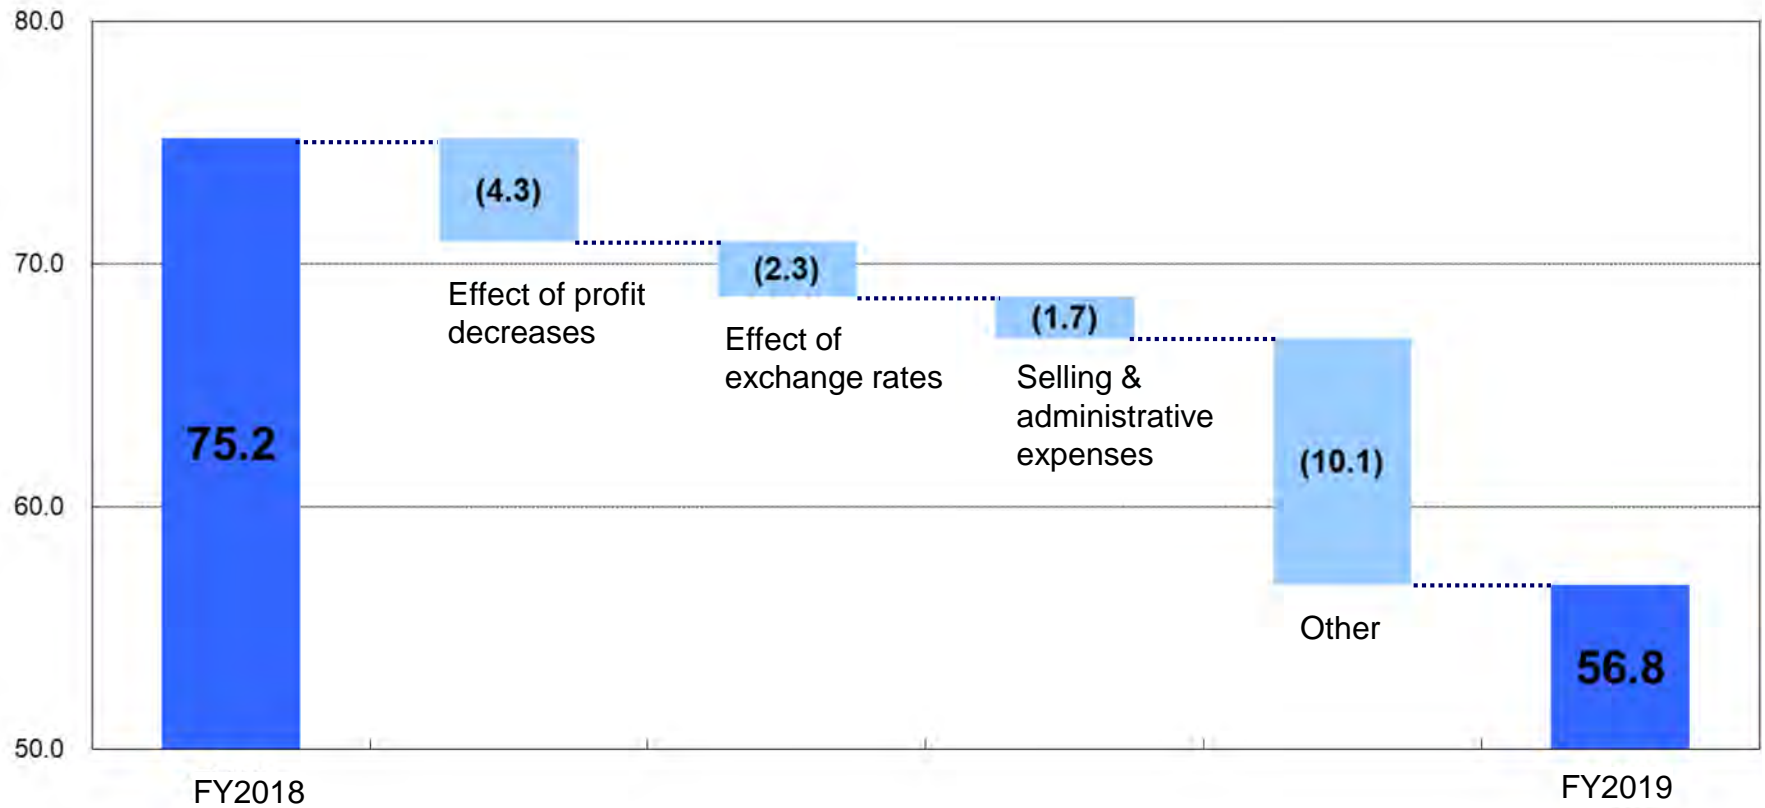 80.0
70.0
60.0
50.0
75.2
FY2018
(4.3)
Effect of profit
decreases
(2.3)
Effect of
exchange rates
(1.7)
Selling &
administrative
expenses
(10.1)
Other
56.8
FY2019